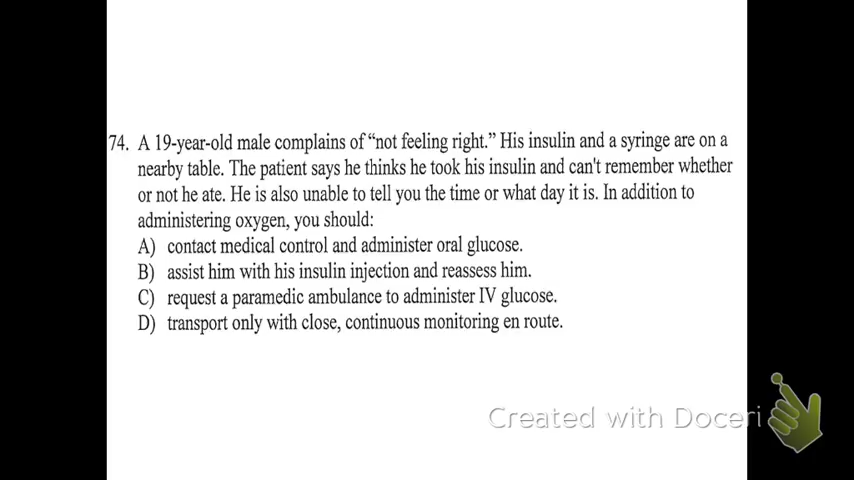 74. A 19-year-old male complains of “not feeling right.” His insulin and a syringe are on a
nearby table. The patient says he thinks he took his insulin and can't remember whether
or not he ate. He is also unable to tell you the time or what day it is. In addition to
administering oxygen, you should:
A) contact medical control and administer oral glucose.
B) assist him with his insulin injection and reassess him.
C) request a paramedic ambulance to administer IV glucose.
D) transport only with close, continuous monitoring en route.
Created with Doceri